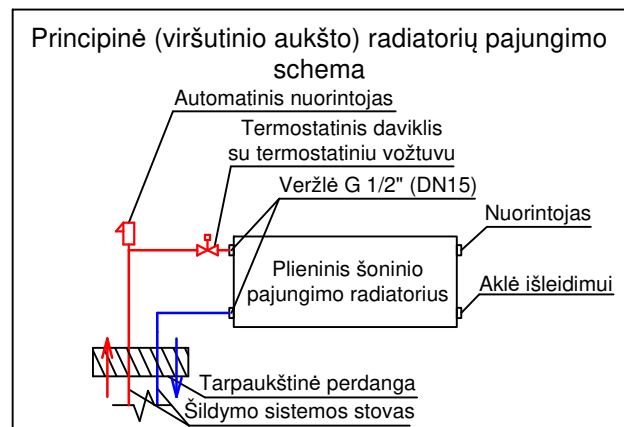 Principinė (viršutinio aukšto) radiatorių pajungimo
schema
Automatinis nuorintojas
Termostatinis daviklis
su termostatiniu vožtuvu
Veržlė G 1/2" (DN15)
Nuorintojas
Plieninis šoninio
pajungimo radiatorius
Aklė išleidimui
Tarpaukštinė perdanga
Šildymo sistemos stovas